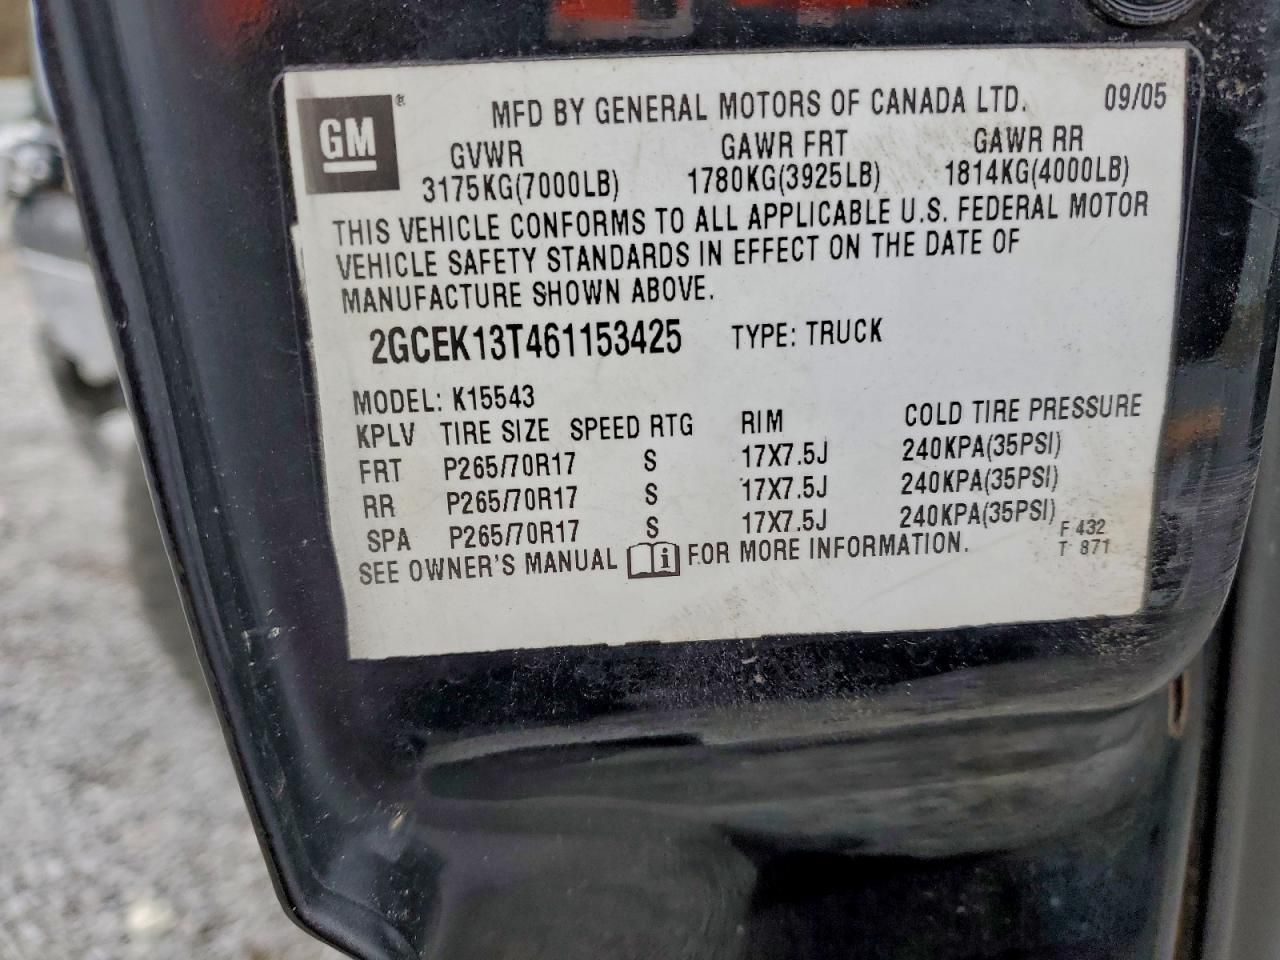 GM®
MFD BY GENERAL MOTORS OF CANADA LTD. 09/05
GVWR GAWR FRT GAWR RR
3175KG(7000LB) 1780KG(3925LB) 1814KG(4000LB)
THIS VEHICLE CONFORMS TO ALL APPLICABLE U.S. FEDERAL MOTOR
VEHICLE SAFETY STANDARDS IN EFFECT ON THE DATE OF
MANUFACTURE SHOWN ABOVE.
2GCEK13T461153425 TYPE: TRUCK
MODEL: K15543
KPLV TIRE SIZE SPEED RTG RIM COLD TIRE PRESSURE
FRT P265/70R17 S 17X7.5J 240KPA(35PSI)
RR P265/70R17 S 17X7.5J 240KPA(35PSI)
SPA P265/70R17 S 17X7.5J 240KPA(35PSI)
SEE OWNER'S MANUAL i FOR MORE INFORMATION.
F 432
T 871